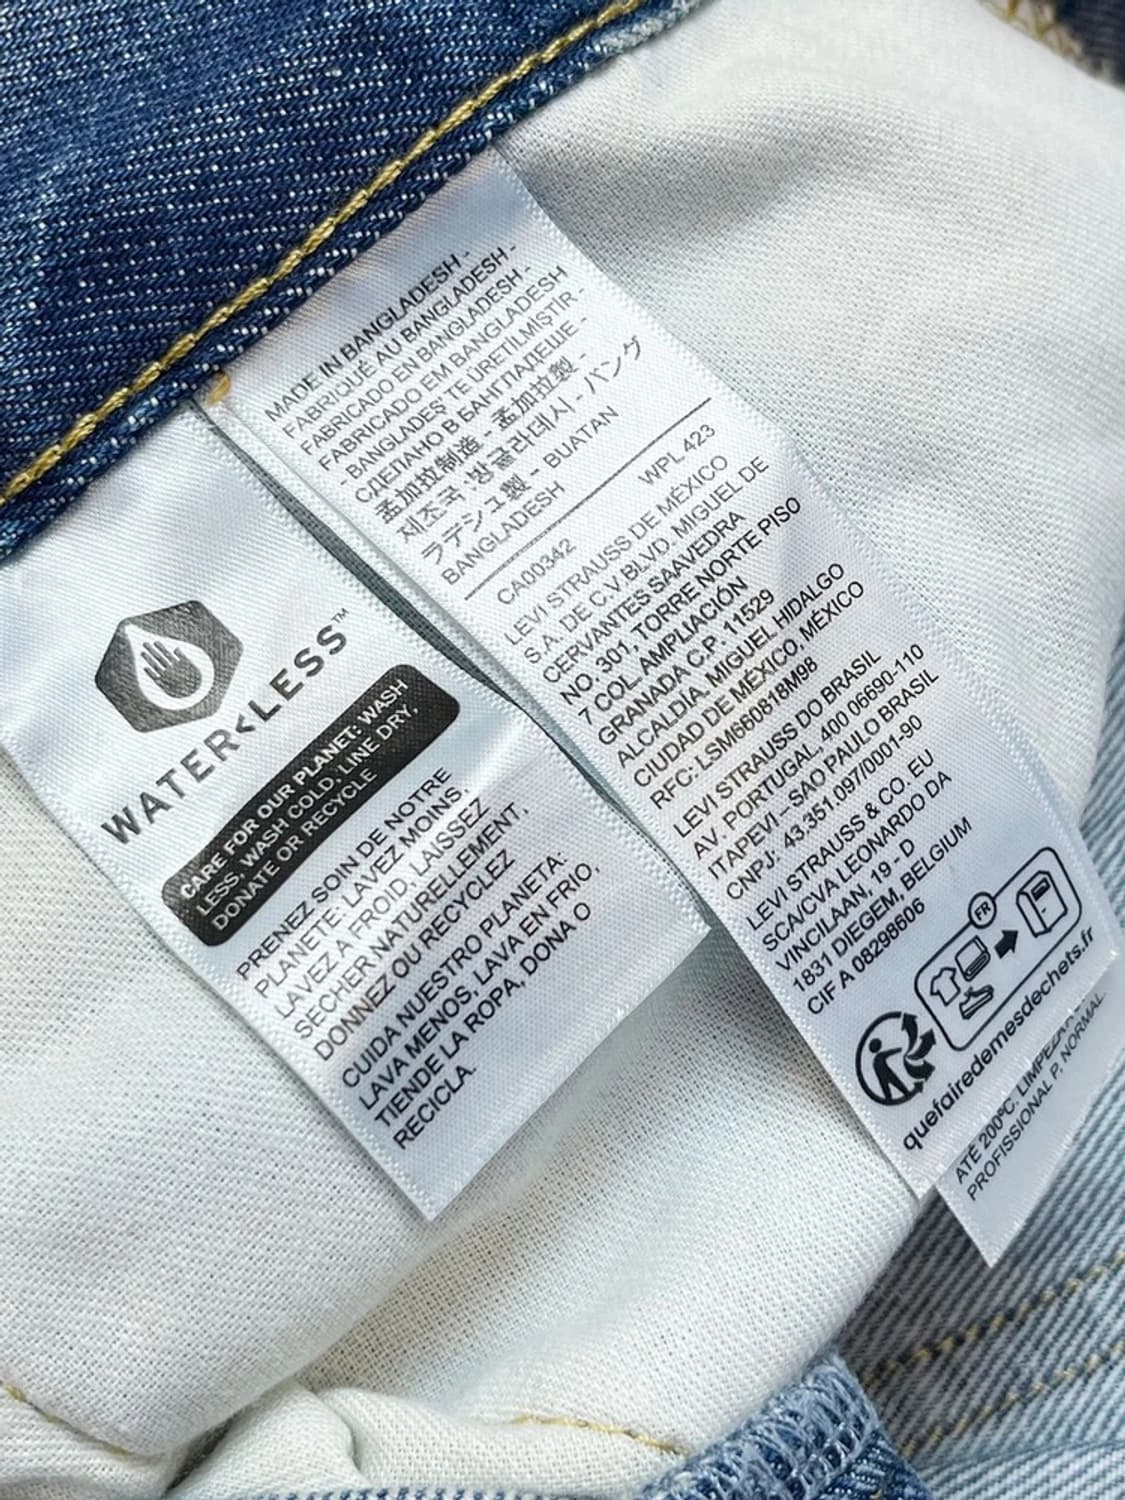 WATER<LESS™
CARE FOR OUR PLANET: WASH
LESS, WASH COLD, LINE DRY,
DONATE OR RECYCLE
PRENEZ SOIN DE NOTRE
PLANÈTE: LAVEZ MOINS,
LAVEZ A FROID, LAISSEZ
SECHER NATURELLEMENT,
DONNEZ OU RECYCLEZ
CUIDA NUESTRO PLANETA:
LAVA MENOS, LAVA EN FRIO,
TIENDE LA ROPA, DONA O
RECICLA.
MADE IN BANGLADESH -
FABRIQUÉ AU BANGLADESH -
FABRICADO EN BANGLADESH -
FABRICADO EM BANGLADESH
- BANGLADEŞ TE ÜRETİLMİŞTİR -
СДЕЛАНО В БАНГЛАДЕШЕ -
孟加拉制造 - 孟加拉製 -
제조국 :방글라데시 - バング
ラデシュ製 - BUATAN
BANGLADESH
CA00342 WPL 423
LEVI STRAUSS DE MÉXICO
S.A. DE C.V. BLVD. MIGUEL DE
CERVANTES SAAVEDRA
NO. 301, TORRE NORTE PISO
7 COL. AMPLIACIÓN
GRANADA C.P. 11529
ALCALDÍA. MIGUEL HIDALGO
CIUDAD DE MÉXICO, MÉXICO
RFC: LSM660818M98
LEVI STRAUSS DO BRASIL
AV. PORTUGAL, 400 06690-110
ITAPEVI – SAO PAULO BRASIL
CNPJ: 43.351.097/0001-90
LEVI STRAUSS & CO. EU
SCA/CVA LEONARDO DA
VINCILAAN, 19 - D
1831 DIEGEM, BELGIUM
CIF A 08298606
FR
quefairedemesdechets.fr
ATÉ 200ºC. LIMPEZA
PROFISSIONAL P, NORMAL.